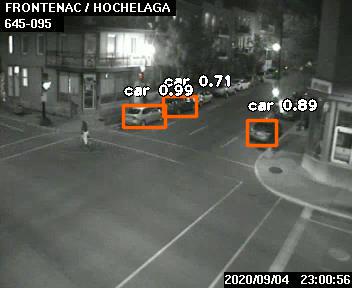 FRONTENAC / HOCHELAGA
645-095
car 0.71
car 0.99
car 0.89
2020/09/04 23:00:56